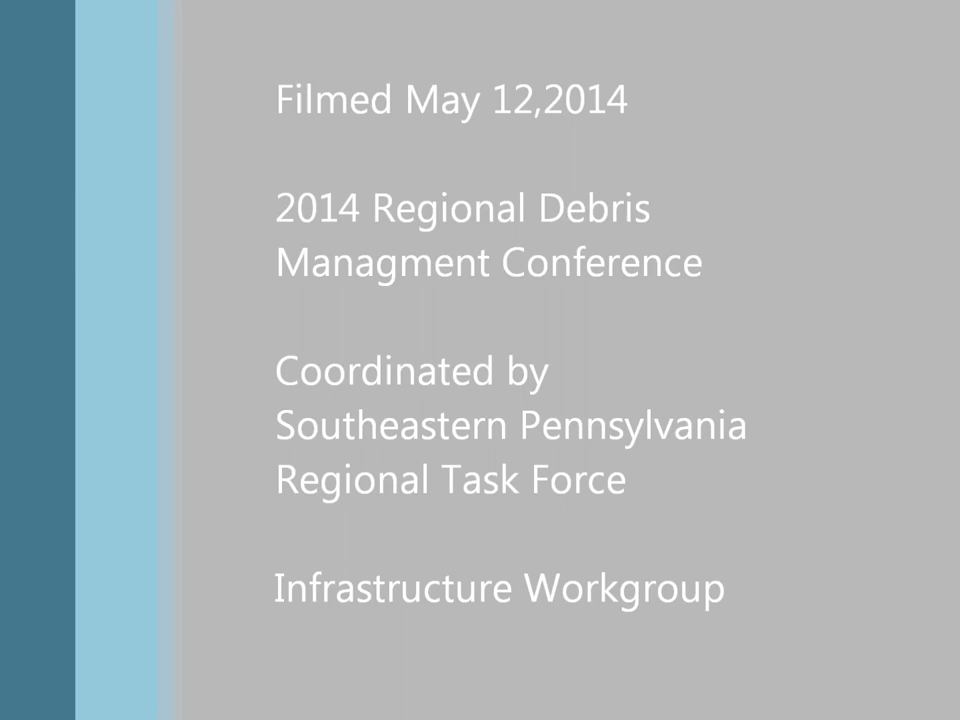 Filmed May 12,2014
2014 Regional Debris
Managment Conference
Coordinated by
Southeastern Pennsylvania
Regional Task Force
Infrastructure Workgroup